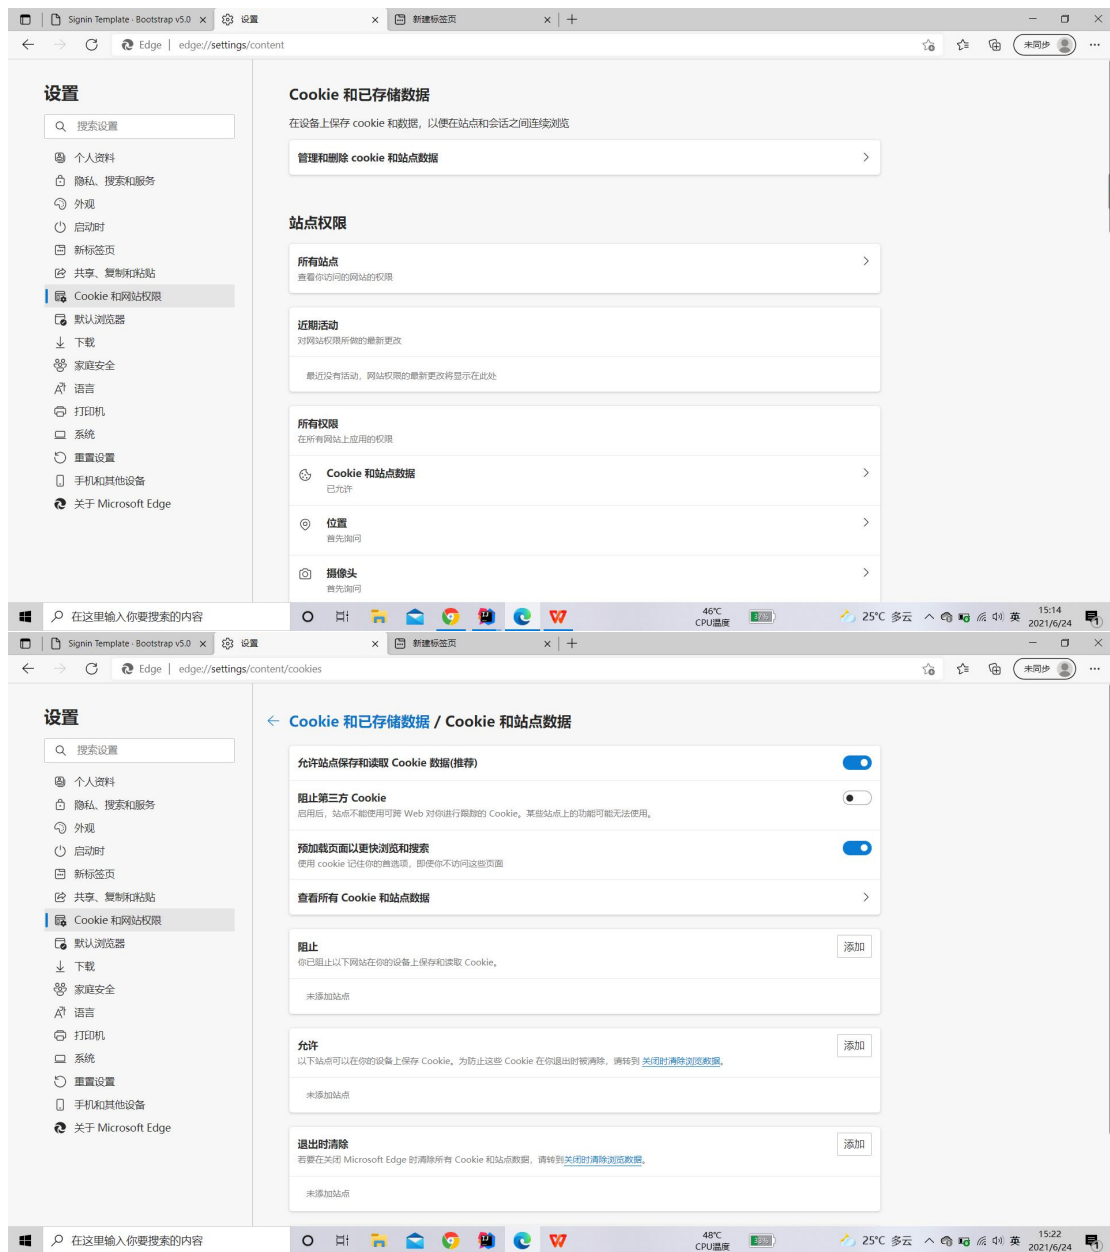 Signin Template · Bootstrap v5.0
设置
新建标签页
Edge | edge://settings/content
未同步
设置
搜索设置
个人资料
隐私、搜索和服务
外观
启动时
新标签页
共享、复制和粘贴
Cookie 和网站权限
默认浏览器
下载
家庭安全
语言
打印机
系统
重置设置
手机和其他设备
关于 Microsoft Edge
Cookie 和已存储数据
在设备上保存 cookie 和数据，以便在站点和会话之间连续浏览
管理和删除 cookie 和站点数据
站点权限
所有站点
查看你访问的网站的权限
近期活动
对网站权限所做的最新更改
最近没有活动，网站权限的最新更改将显示在此处
所有权限
在所有网站上应用的权限
Cookie 和站点数据
已允许
位置
首先询问
摄像头
首先询问
在这里输入你要搜索的内容
46℃
CPU温度
25°C 多云
英
15:14
2021/6/24
Signin Template · Bootstrap v5.0
设置
新建标签页
Edge | edge://settings/content/cookies
未同步
设置
搜索设置
个人资料
隐私、搜索和服务
外观
启动时
新标签页
共享、复制和粘贴
Cookie 和网站权限
默认浏览器
下载
家庭安全
语言
打印机
系统
重置设置
手机和其他设备
关于 Microsoft Edge
Cookie 和已存储数据 / Cookie 和站点数据
允许站点保存和读取 Cookie 数据(推荐)
阻止第三方 Cookie
启用后，站点不能使用可跨 Web 对你进行跟踪的 Cookie。某些站点上的功能可能无法使用。
预加载页面以更快浏览和搜索
使用 cookie 记住你的首选项，即使你不访问这些页面
查看所有 Cookie 和站点数据
阻止
添加
你已阻止以下网站在你的设备上保存和读取 Cookie。
未添加站点
允许
添加
以下站点可以在你的设备上保存 Cookie。为防止这些 Cookie 在你退出时被清除，请转到 关闭时清除浏览数据。
未添加站点
退出时清除
添加
若要在关闭 Microsoft Edge 时清除所有 Cookie 和站点数据，请转到关闭时清除浏览数据。
未添加站点
在这里输入你要搜索的内容
48℃
CPU温度
25°C 多云
英
15:22
2021/6/24